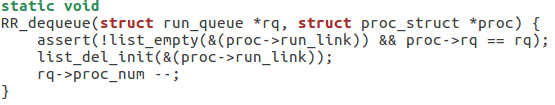 static void
RR_dequeue(struct run_queue *rq, struct proc_struct *proc) {
    assert(!list_empty(&(proc->run_link)) && proc->rq == rq);
    list_del_init(&(proc->run_link));
    rq->proc_num --;
}